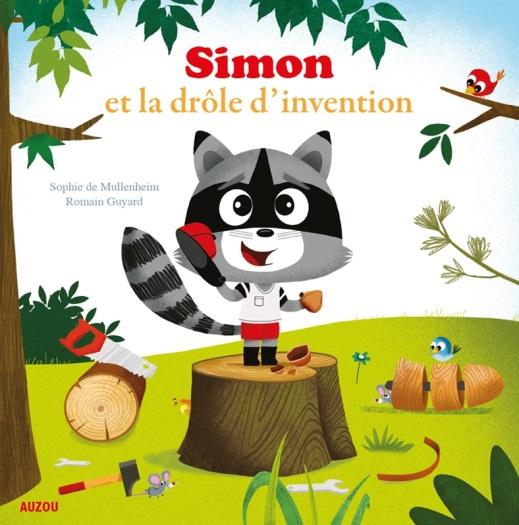 Simon
et la drôle d'invention
Sophie de Mullenheim
Romain Guyard
AUZOU